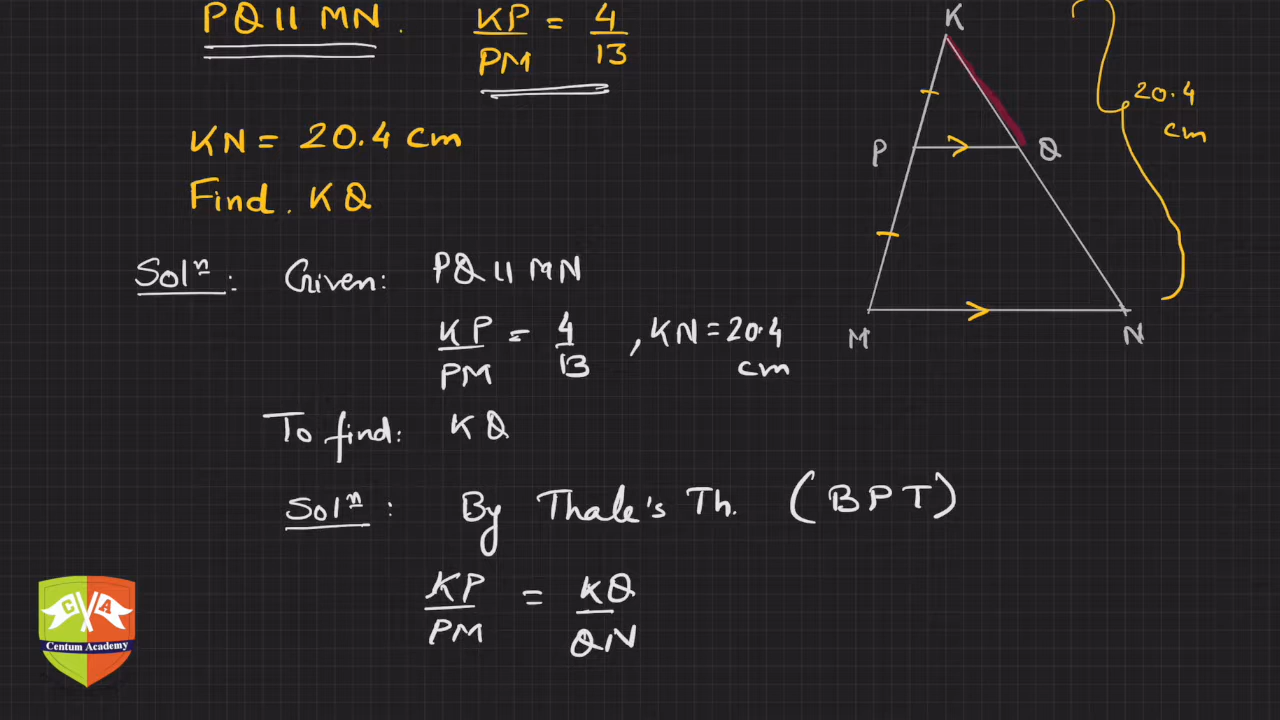 PQ || MN. KP/PM = 4/13
KN = 20.4 cm
Find. KQ
Solⁿ: Given: PQ || MN
KP/PM = 4/13, KN = 20.4 cm
To find: KQ
Solⁿ: By Thale's Th. (BPT)
KP/PM = KQ/QN
K
20.4
cm
P
Q
M
N
C A
Centum Academy